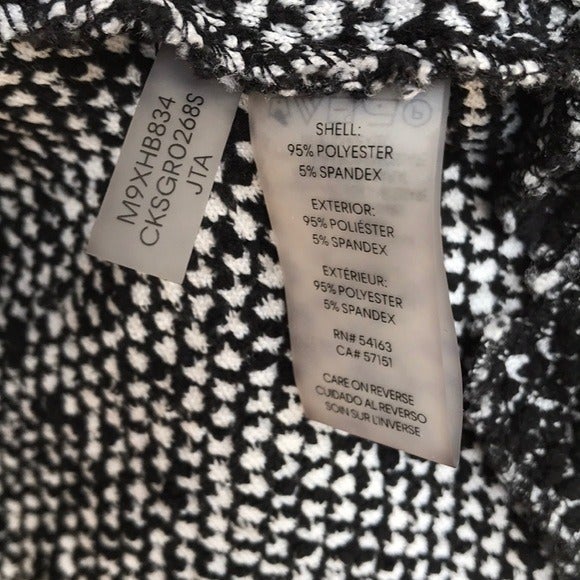 M9XHB834
CKSGR0268S
JTA
SHELL:
95% POLYESTER
5% SPANDEX
EXTERIOR:
95% POLIÉSTER
5% SPANDEX
EXTÉRIEUR:
95% POLYESTER
5% SPANDEX
RN# 54163
CA# 57151
CARE ON REVERSE
CUIDADO AL REVERSO
SOIN SUR L'INVERSE